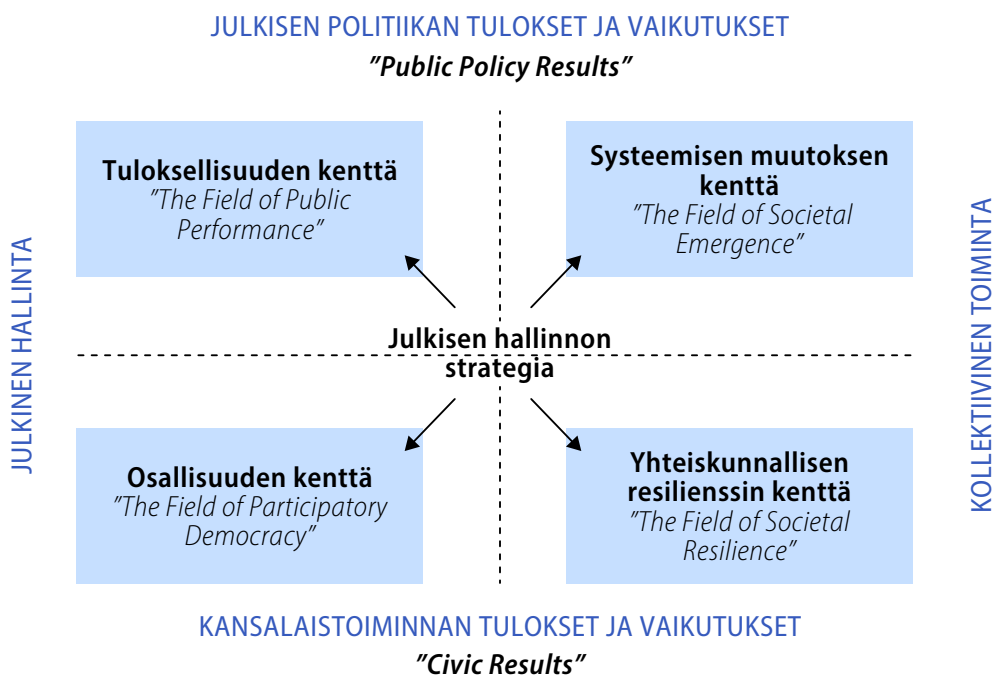 JULKISEN POLITIIKAN TULOKSET JA VAIKUTUKSET
”Public Policy Results”
Tuloksellisuuden kenttä
”The Field of Public
Performance”
Systeemisen muutoksen
kenttä
”The Field of Societal
Emergence”
JULKINEN HALLINTA
Julkisen hallinnon
strategia
KOLLEKTIIVINEN TOIMINTA
Osallisuuden kenttä
”The Field of Participatory
Democracy”
Yhteiskunnallisen
resilienssin kenttä
”The Field of Societal
Resilience”
KANSALAISTOIMINNAN TULOKSET JA VAIKUTUKSET
”Civic Results”